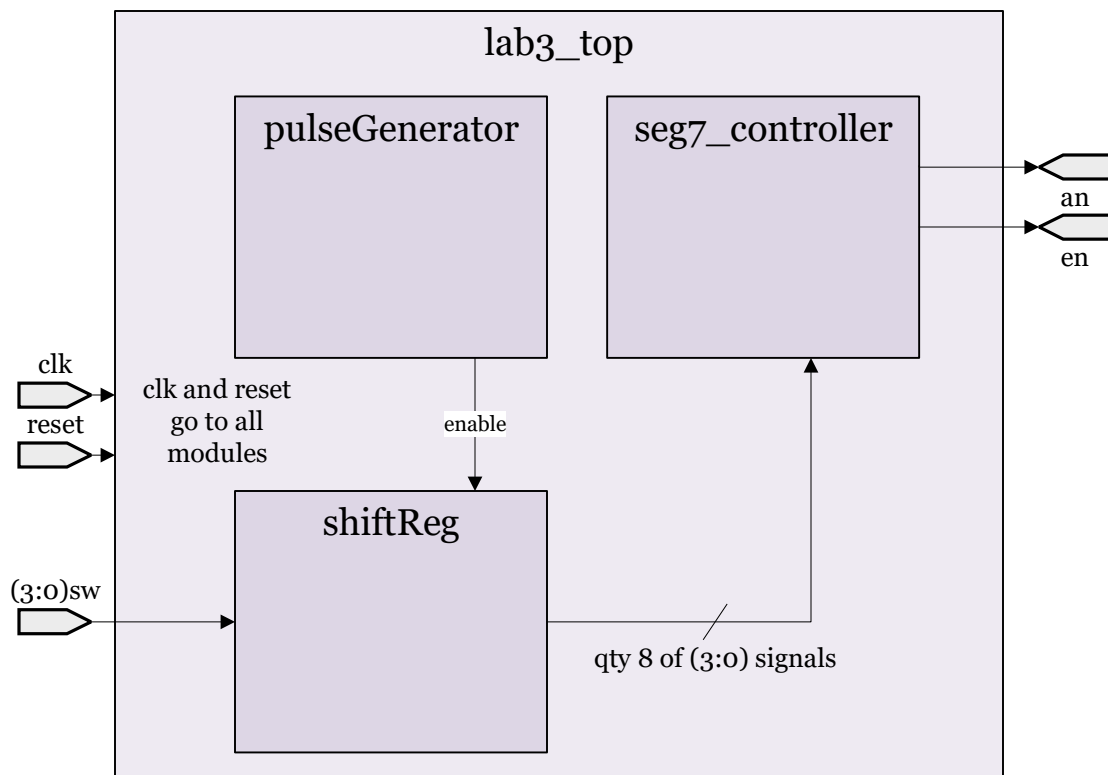 lab3_top
pulseGenerator
seg7_controller
an
en
clk
reset
clk and reset
go to all
modules
enable
shiftReg
(3:0)sw
qty 8 of (3:0) signals